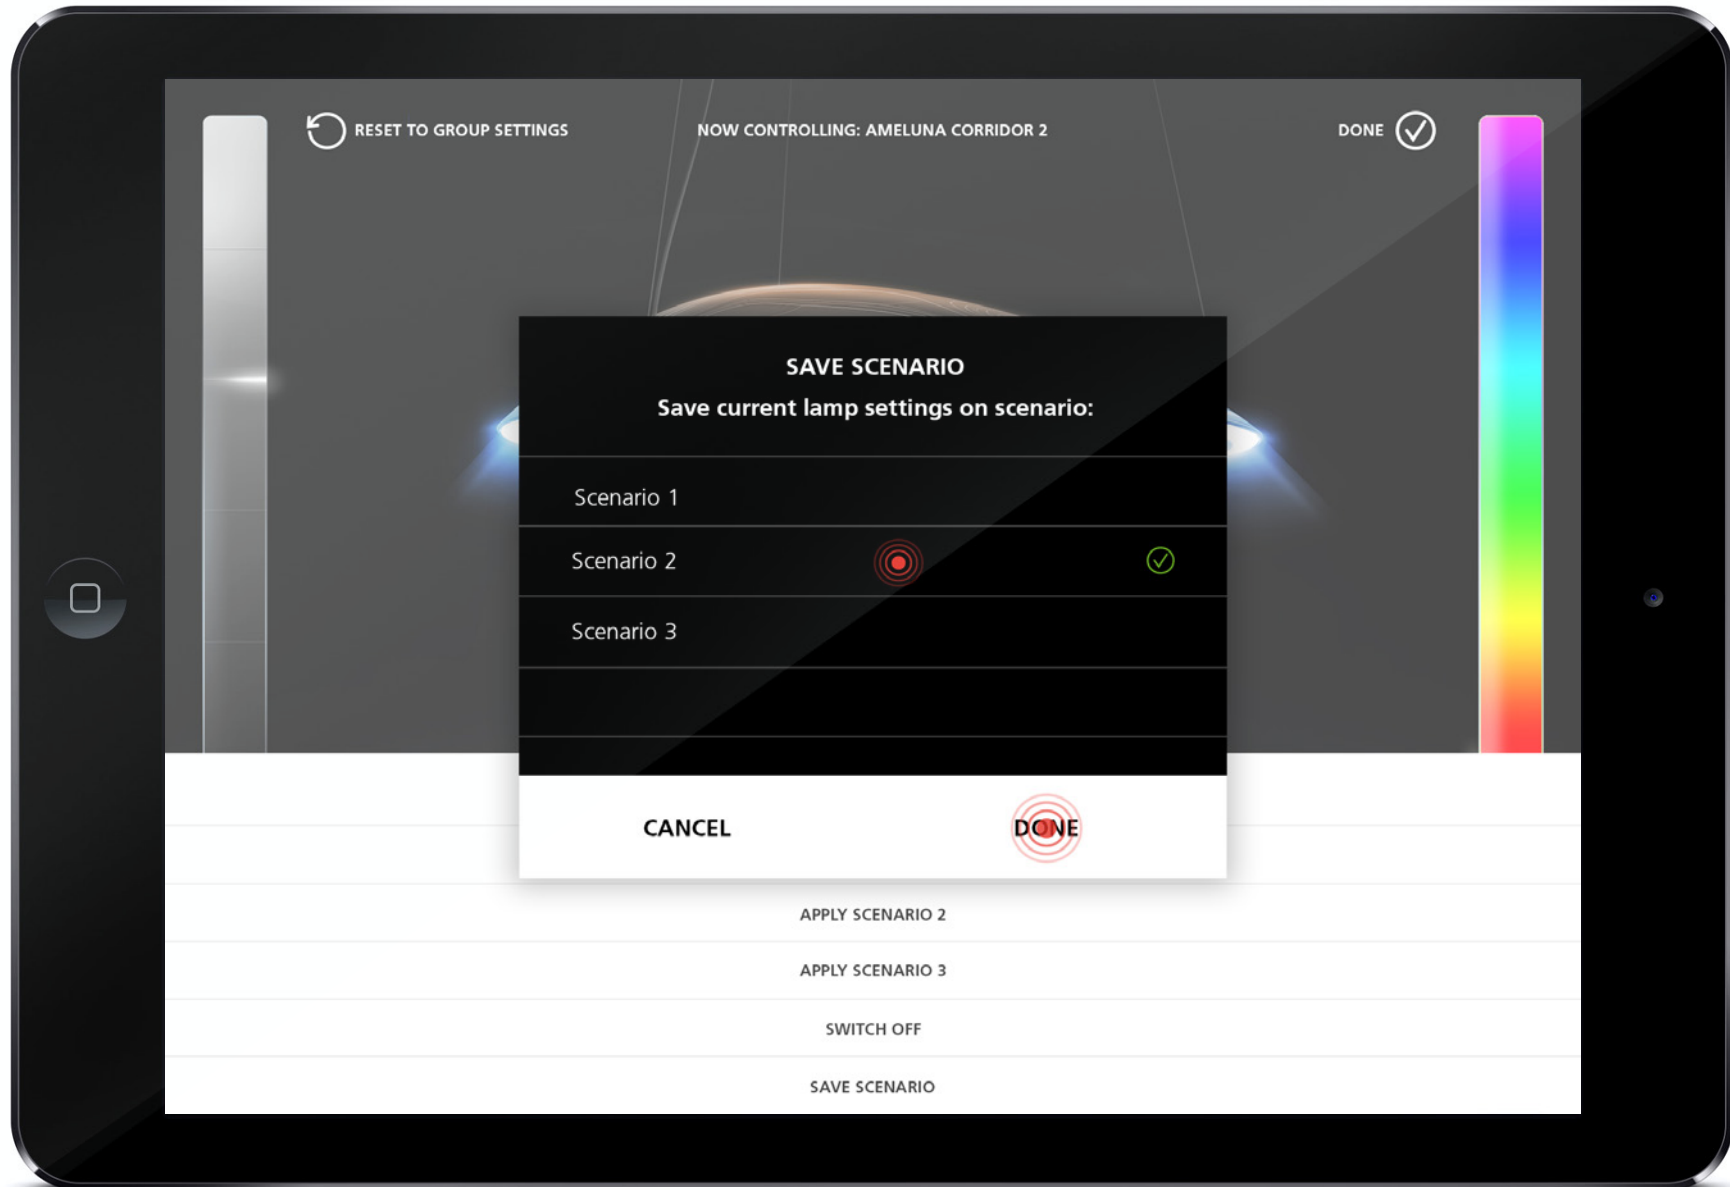 RESET TO GROUP SETTINGS
NOW CONTROLLING: AMELUNA CORRIDOR 2
DONE
SAVE SCENARIO
Save current lamp settings on scenario:
Scenario 1
Scenario 2
Scenario 3
CANCEL
DONE
APPLY SCENARIO 2
APPLY SCENARIO 3
SWITCH OFF
SAVE SCENARIO